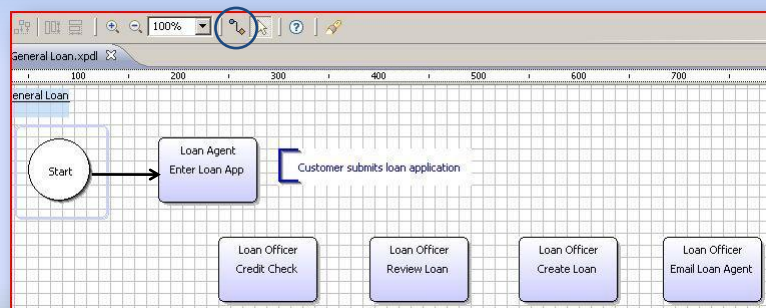 100%
General Loan.xpdl
100 200 300 400 500 600 700
eneral Loan
Start
Loan Agent
Enter Loan App
Customer submits loan application
Loan Officer
Credit Check
Loan Officer
Review Loan
Loan Officer
Create Loan
Loan Officer
Email Loan Agent